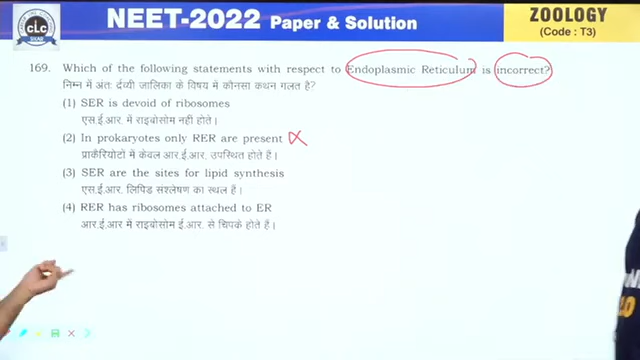 CLC
SIKAR
NEET-2022 Paper & Solution
ZOOLOGY
(Code : T3)
169. Which of the following statements with respect to Endoplasmic Reticulum is incorrect?
निम्न में अंतः र्द्रव्यी जालिका के विषय में कौनसा कथन गलत है?
(1) SER is devoid of ribosomes
एस.ई.आर. में राइबोसोम नहीं होते।
(2) In prokaryotes only RER are present
प्राकैरियोटों में केवल आर.ई.आर. उपस्थित होते हैं।
(3) SER are the sites for lipid synthesis
एस.ई.आर. लिपिड संश्लेषण का स्थल हैं।
(4) RER has ribosomes attached to ER
आर.ई.आर में राइबोसोम ई.आर. से चिपके होते हैं।